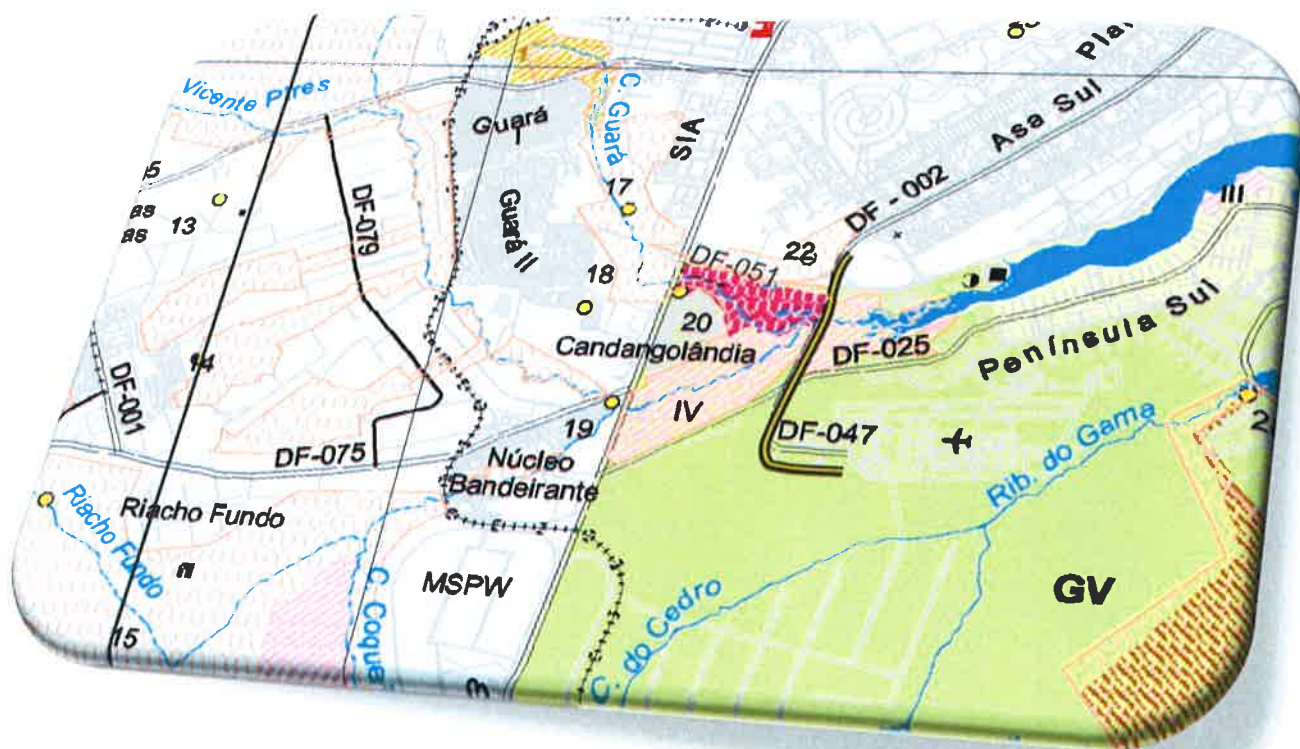 Vicente Pires
Guará
I
C. Guará
SIA
Asa Sul
DF - 002
III
13
as
as
DF-079
Guará II
17
18
22
DF-051
20
Candangolândia
DF-025
Península Sul
14
DF-001
IV
19
DF-047
DF-075
Núcleo
Bandeirante
Rib. do Gama
Riacho Fundo
Riacho Fundo
MSPW
C. do Cedro
GV
15